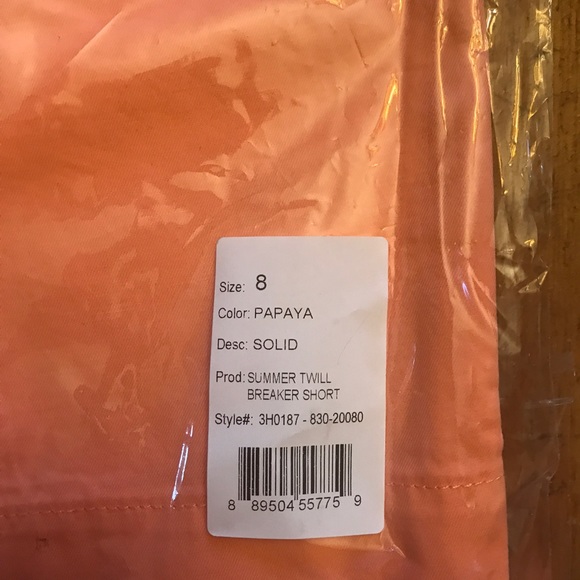 Size: 8
Color: PAPAYA
Desc: SOLID
Prod: SUMMER TWILL
BREAKER SHORT
Style#: 3H0187 - 830-20080
8 89504 55775 9